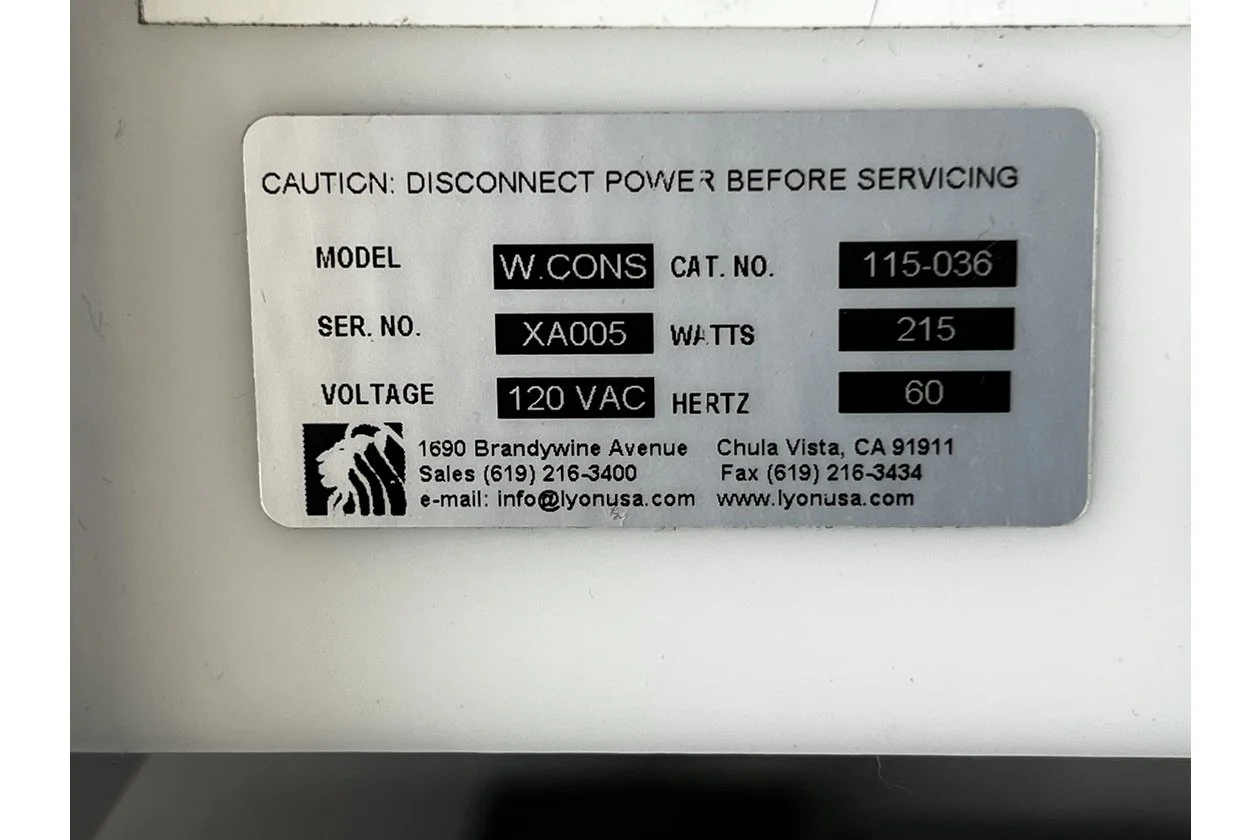 CAUTION: DISCONNECT POWER BEFORE SERVICING
MODEL W.CONS CAT. NO. 115-036
SER. NO. XA005 WATTS 215
VOLTAGE 120 VAC HERTZ 60
1690 Brandywine Avenue Chula Vista, CA 91911
Sales (619) 216-3400 Fax (619) 216-3434
e-mail: info@lyonusa.com www.lyonusa.com